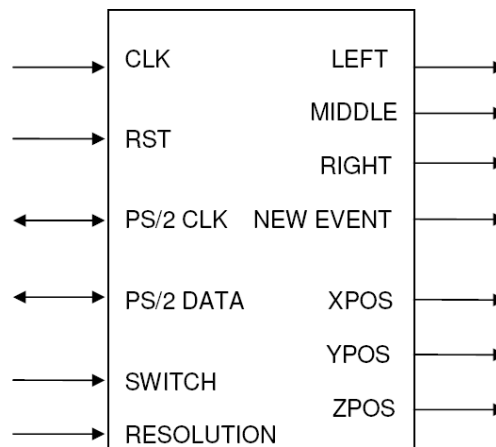 CLK
RST
PS/2 CLK
PS/2 DATA
SWITCH
RESOLUTION
LEFT
MIDDLE
RIGHT
NEW EVENT
XPOS
YPOS
ZPOS